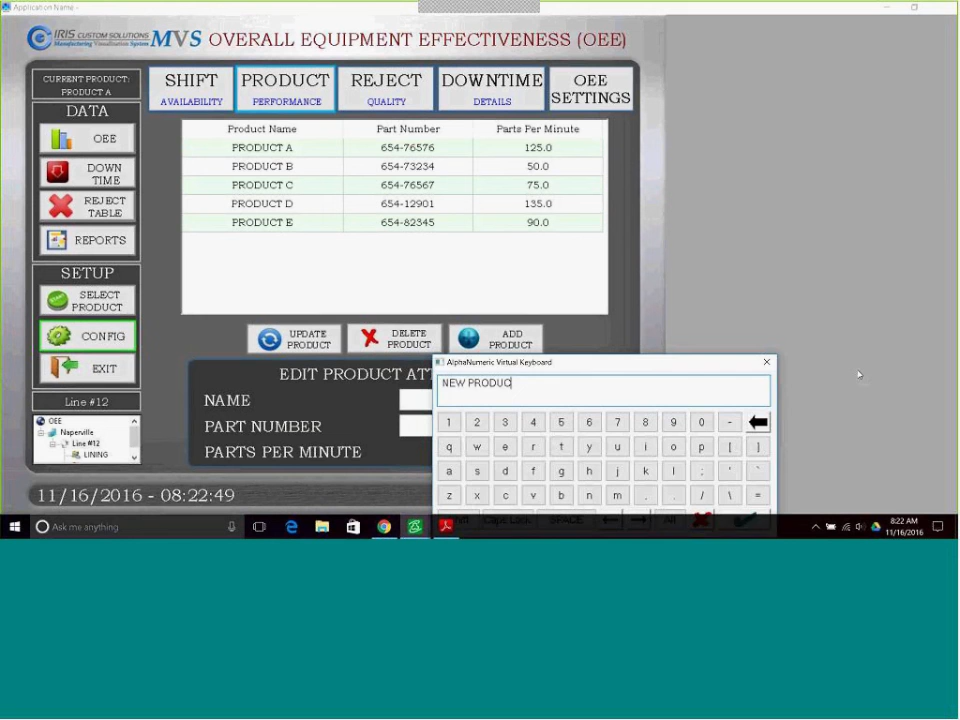 Application Name -
IRIS CUSTOM SOLUTIONS
Manufacturing Visualization System
MVS OVERALL EQUIPMENT EFFECTIVENESS (OEE)
CURRENT PRODUCT:
PRODUCT A
SHIFT
AVAILABILITY
PRODUCT
PERFORMANCE
REJECT
QUALITY
DOWNTIME
DETAILS
OEE
SETTINGS
DATA
OEE
DOWN
TIME
REJECT
TABLE
REPORTS
SETUP
SELECT
PRODUCT
CONFIG
EXIT
Line #12
OEE
Naperville
Line #12
LINING
Product Name Part Number Parts Per Minute
PRODUCT A 654-76576 125.0
PRODUCT B 654-73234 50.0
PRODUCT C 654-76567 75.0
PRODUCT D 654-12901 135.0
PRODUCT E 654-82345 90.0
UPDATE
PRODUCT
DELETE
PRODUCT
ADD
PRODUCT
EDIT PRODUCT AT
NAME
PART NUMBER
PARTS PER MINUTE
AlphaNumeric Virtual Keyboard
NEW PRODUC
1 2 3 4 5 6 7 8 9 0 -
q w e r t y u i o p [ ]
a s d f g h j k l ; ' `
z x c v b n m , . / \ =
Caps Lock SPACE Alt
11/16/2016 - 08:22:49
Ask me anything
8:22 AM
11/16/2016